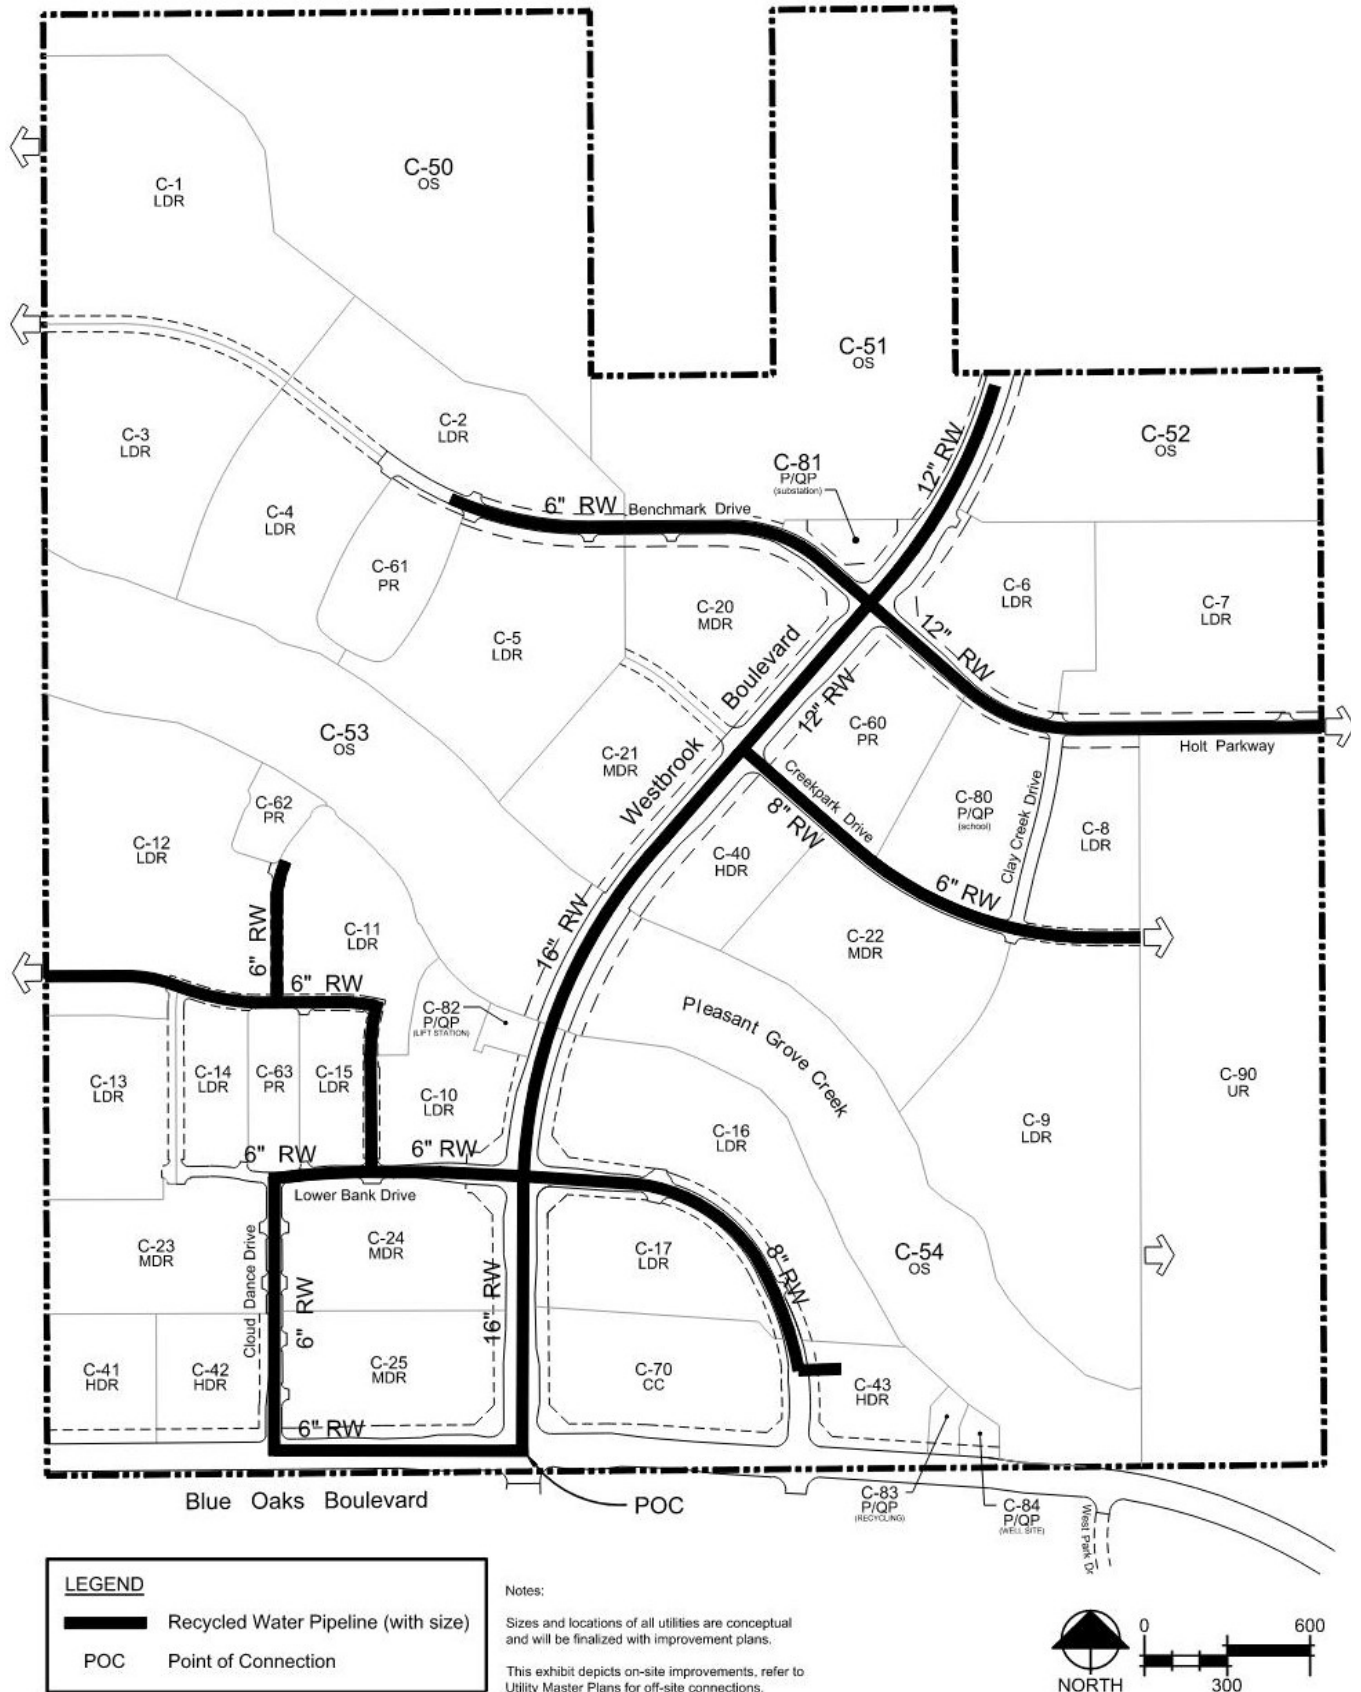 C-50
OS
C-1
LDR
C-51
OS
C-2
LDR
C-3
LDR
C-52
OS
12" RW
C-81
P/QP
(substation)
6" RW
Benchmark Drive
C-4
LDR
C-61
PR
C-20
MDR
C-6
LDR
C-7
LDR
C-5
LDR
12" RW
Westbrook Boulevard
12" RW
C-60
PR
C-53
OS
C-21
MDR
Holt Parkway
Creekpark Drive
8" RW
C-80
P/QP
(school)
Clay Creek Drive
C-8
LDR
C-62
PR
C-12
LDR
C-40
HDR
6" RW
6" RW
C-11
LDR
16" RW
C-22
MDR
6" RW
C-82
P/QP
(LIFT STATION)
Pleasant Grove Creek
C-13
LDR
C-14
LDR
C-63
PR
C-15
LDR
C-10
LDR
C-90
UR
C-16
LDR
C-9
LDR
6" RW
6" RW
Lower Bank Drive
C-23
MDR
Cloud Dance Drive
C-24
MDR
C-17
LDR
C-54
OS
8" RW
6" RW
16" RW
C-41
HDR
C-42
HDR
C-25
MDR
C-70
CC
C-43
HDR
6" RW
Blue Oaks Boulevard
POC
C-83
P/QP
(RECYCLING)
C-84
P/QP
(WELL SITE)
West Park Dr
LEGEND
Recycled Water Pipeline (with size)
POC Point of Connection
Notes:
Sizes and locations of all utilities are conceptual
and will be finalized with improvement plans.
This exhibit depicts on-site improvements, refer to
Utility Master Plans for off-site connections.
NORTH
0 600
300